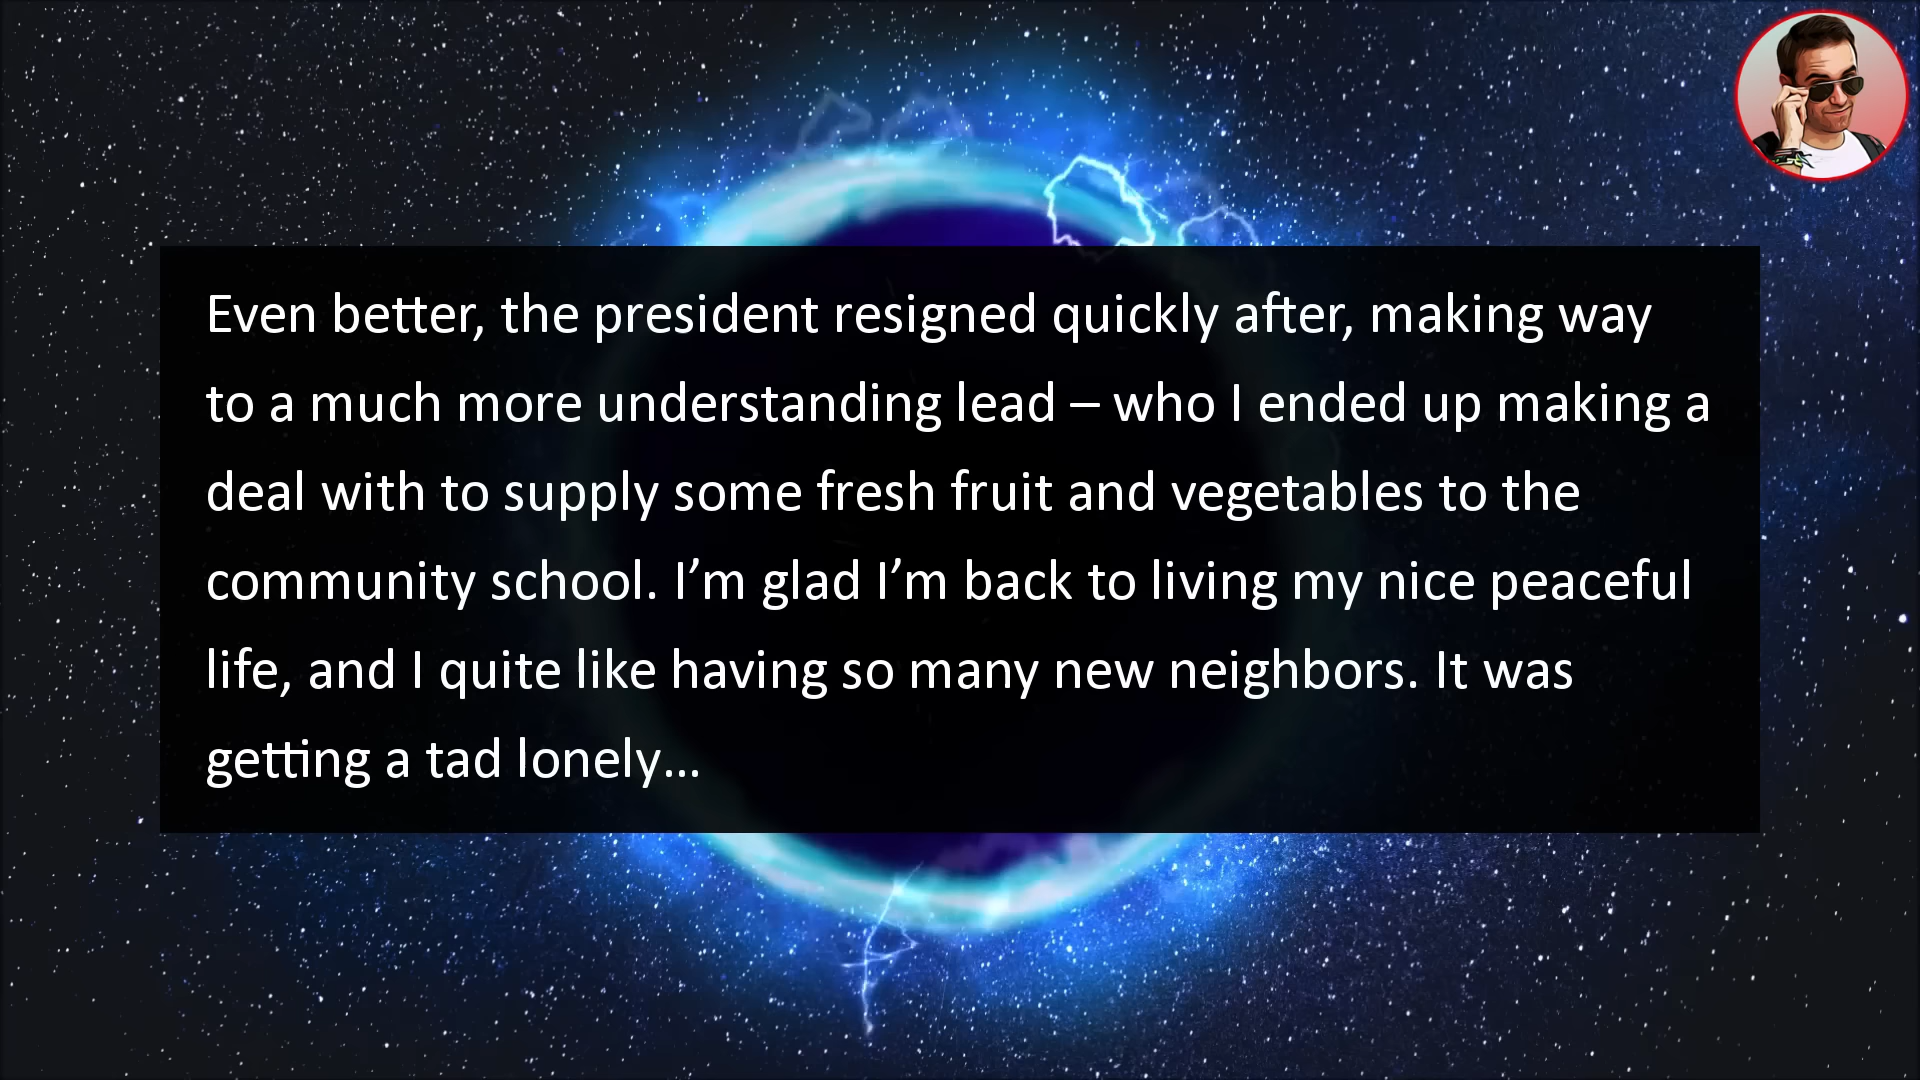 Even better, the president resigned quickly after, making way
to a much more understanding lead – who I ended up making a
deal with to supply some fresh fruit and vegetables to the
community school. I’m glad I’m back to living my nice peaceful
life, and I quite like having so many new neighbors. It was
getting a tad lonely…